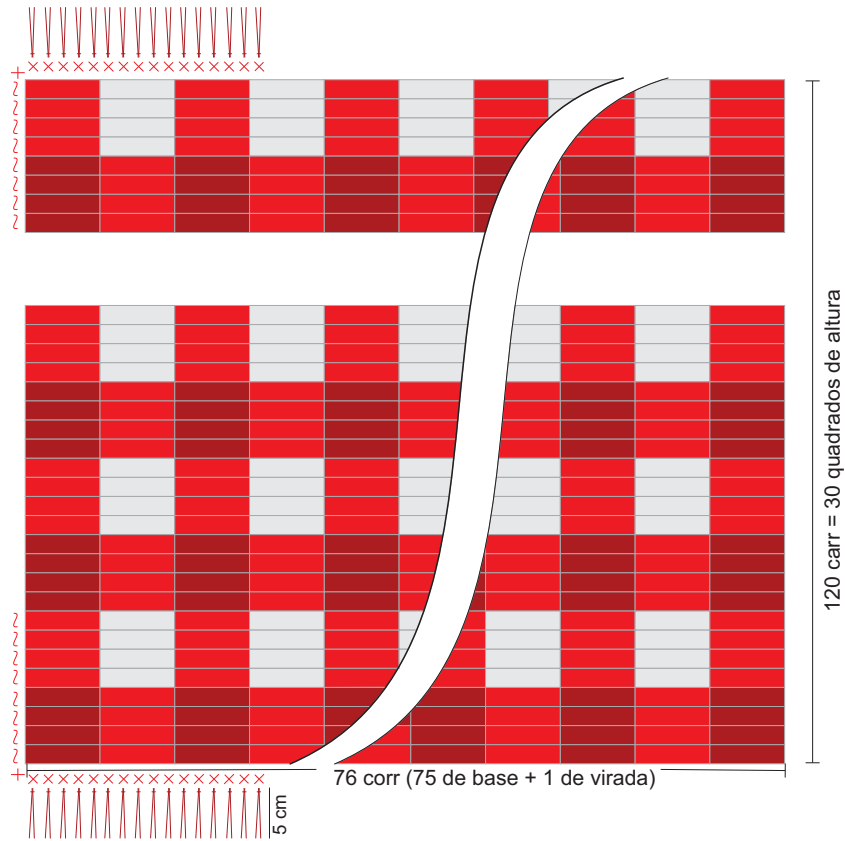 120 carr = 30 quadrados de altura
76 corr (75 de base + 1 de virada)
5 cm